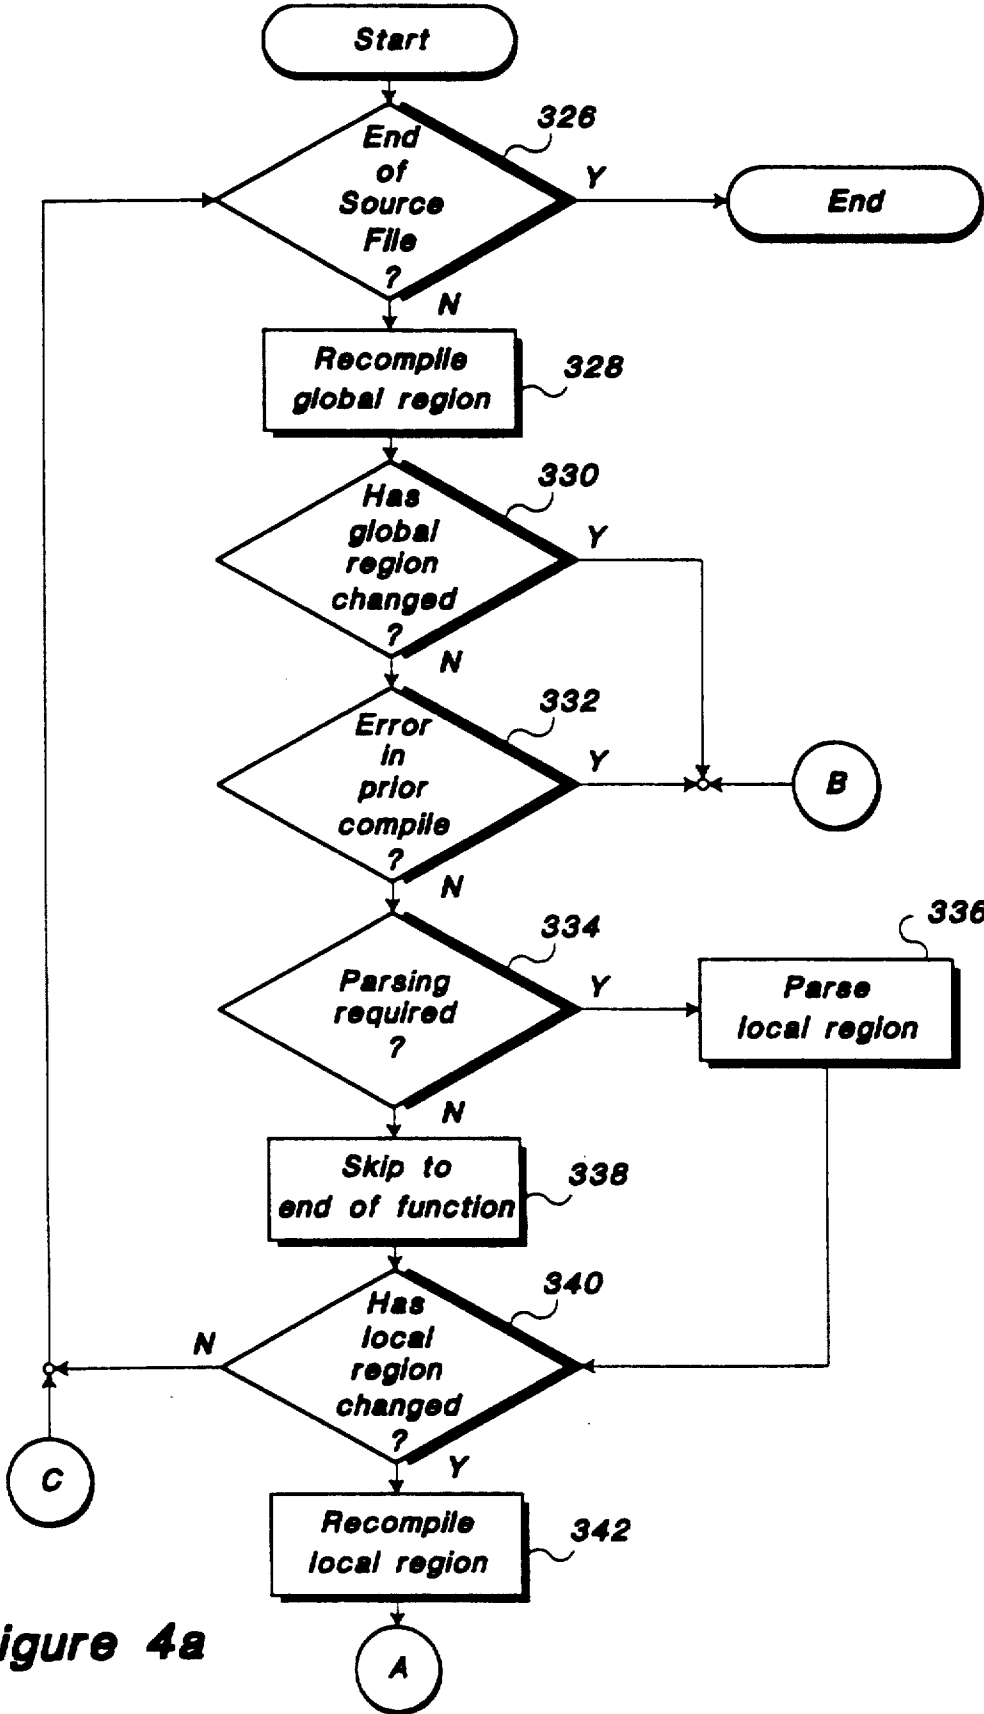 Start
326
End
of
Source
File
?
Y
End
N
Recompile
global region
328
330
Has
global
region
changed
?
Y
N
332
Error
in
prior
compile
?
Y
B
N
334
Parsing
required
?
Y
336
Parse
local region
N
Skip to
end of function
338
340
Has
local
region
changed
?
N
Y
C
Recompile
local region
342
igure 4a
A